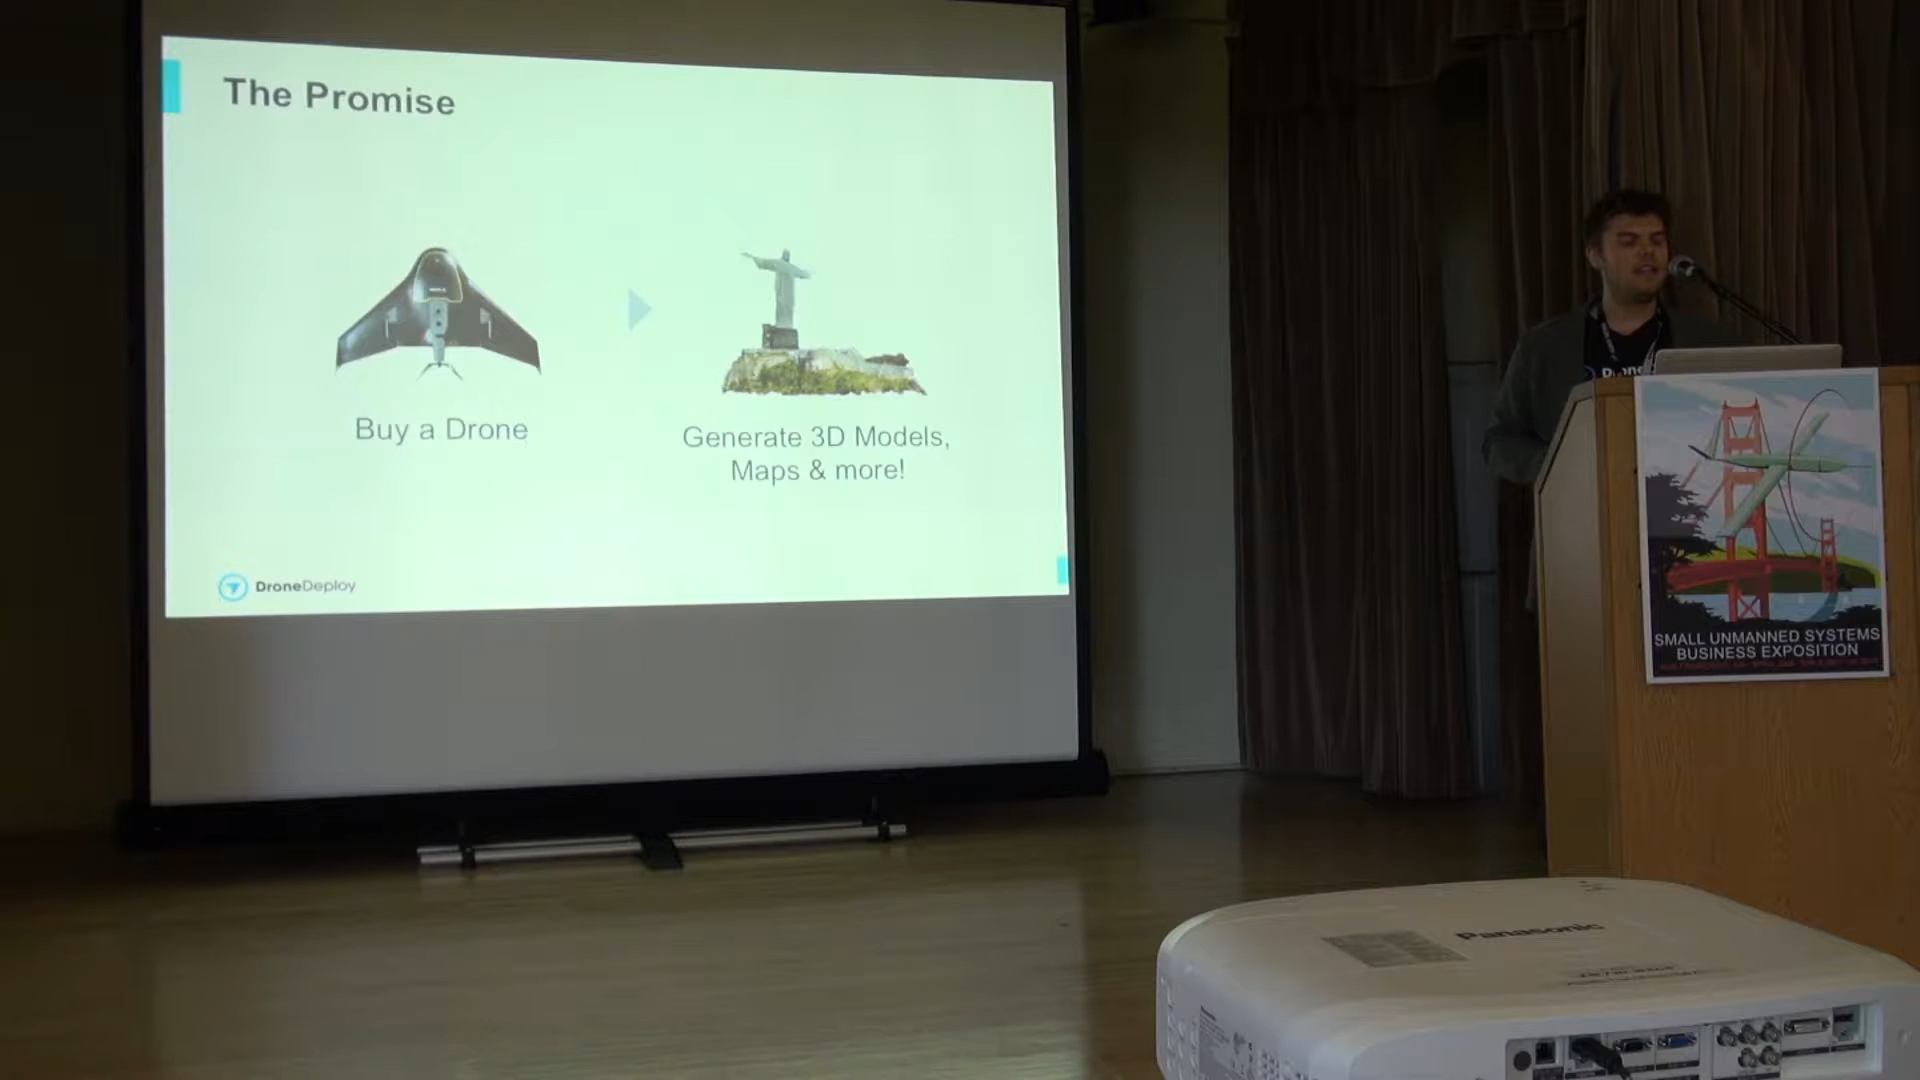 The Promise
Buy a Drone
Generate 3D Models,
Maps & more!
DroneDeploy
SMALL UNMANNED SYSTEMS
BUSINESS EXPOSITION
Panasonic